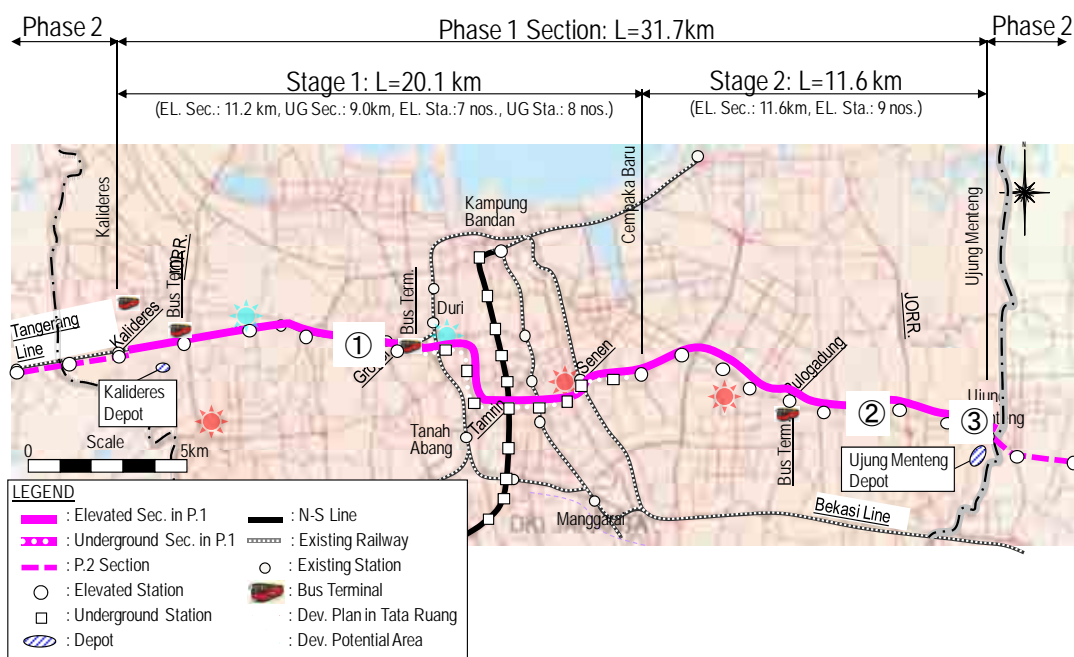 Phase 2
Phase 1 Section: L=31.7km
Phase 2
Stage 1: L=20.1 km
(EL. Sec.: 11.2 km, UG Sec.: 9.0km, EL. Sta.:7 nos., UG Sta.: 8 nos.)
Stage 2: L=11.6 km
(EL. Sec.: 11.6km, EL. Sta.: 9 nos.)
Kalideres
Cempaka Baru
Ujung Menteng
N
Kampung
Bandan
JORR.
Bus Term.
Bus Term.
Duri
JORR
Tangerang
Line
Kalideres
①
Senen
Pulogadung
Kalideres
Depot
Tamrin
②
③
Tanah
Abang
Bus Term.
Ujung Menteng
Depot
0
Scale
5km
Manggarai
Bekasi Line
LEGEND
: Elevated Sec. in P.1
: Underground Sec. in P.1
: P.2 Section
: Elevated Station
: Underground Station
: Depot
: N-S Line
: Existing Railway
: Existing Station
: Bus Terminal
: Dev. Plan in Tata Ruang
: Dev. Potential Area